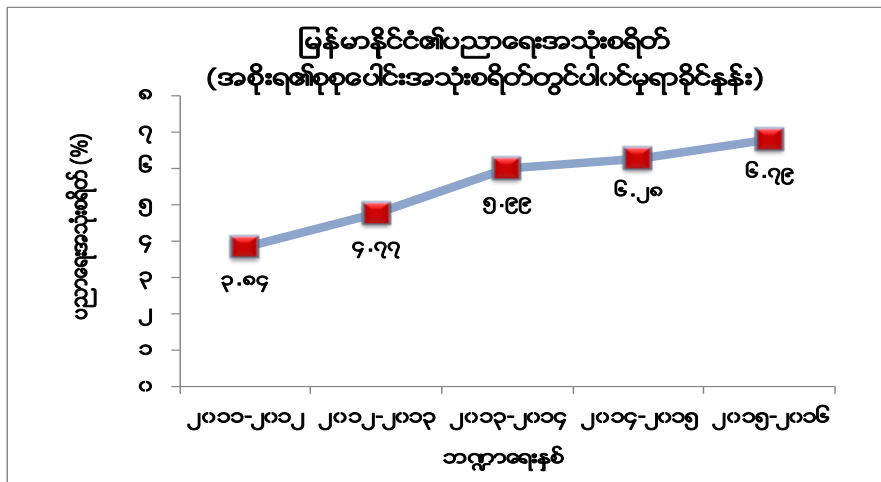 မြန်မာနိုင်ငံ၏ပညာရေးအသုံးစရိတ်
(အစိုးရ၏စုစုပေါင်းအသုံးစရိတ်တွင်ပါ၀င်မှုရာခိုင်နှုန်း)
ပညာရေးအသုံးစရိတ် (%)
၈
၇
၆
၅
၄
၃
၂
၁
၀
၃.၈၄
၄.၇၇
၅.၉၉
၆.၂၈
၆.၇၉
၂၀၁၁-၂၀၁၂ ၂၀၁၂-၂၀၁၃ ၂၀၁၃-၂၀၁၄ ၂၀၁၄-၂၀၁၅ ၂၀၁၅-၂၀၁၆
ဘဏ္ဍာရေးနှစ်